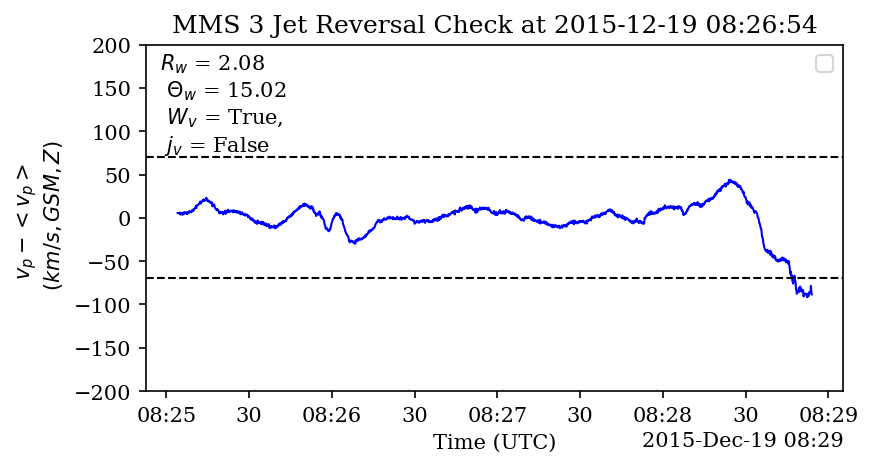 MMS 3 Jet Reversal Check at 2015-12-19 08:26:54
R_w = 2.08
Θ_w = 15.02
W_v = True,
j_v = False
v_p − < v_p >
(km/s, GSM, Z)
200
150
100
50
0
−50
−100
−150
−200
08:25 30 08:26 30 08:27 30 08:28 30 08:29
Time (UTC) 2015-Dec-19 08:29